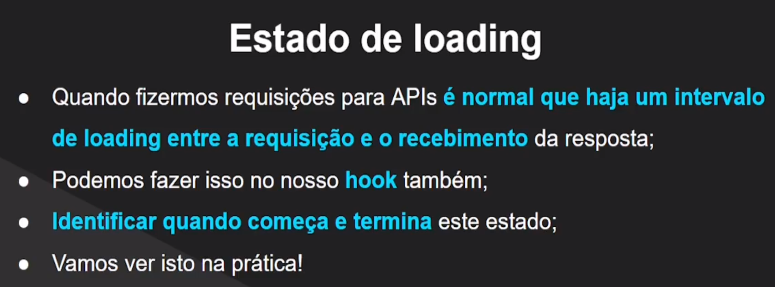 Estado de loading
● Quando fizermos requisições para APIs é normal que haja um intervalo
de loading entre a requisição e o recebimento da resposta;
● Podemos fazer isso no nosso hook também;
● Identificar quando começa e termina este estado;
● Vamos ver isto na prática!